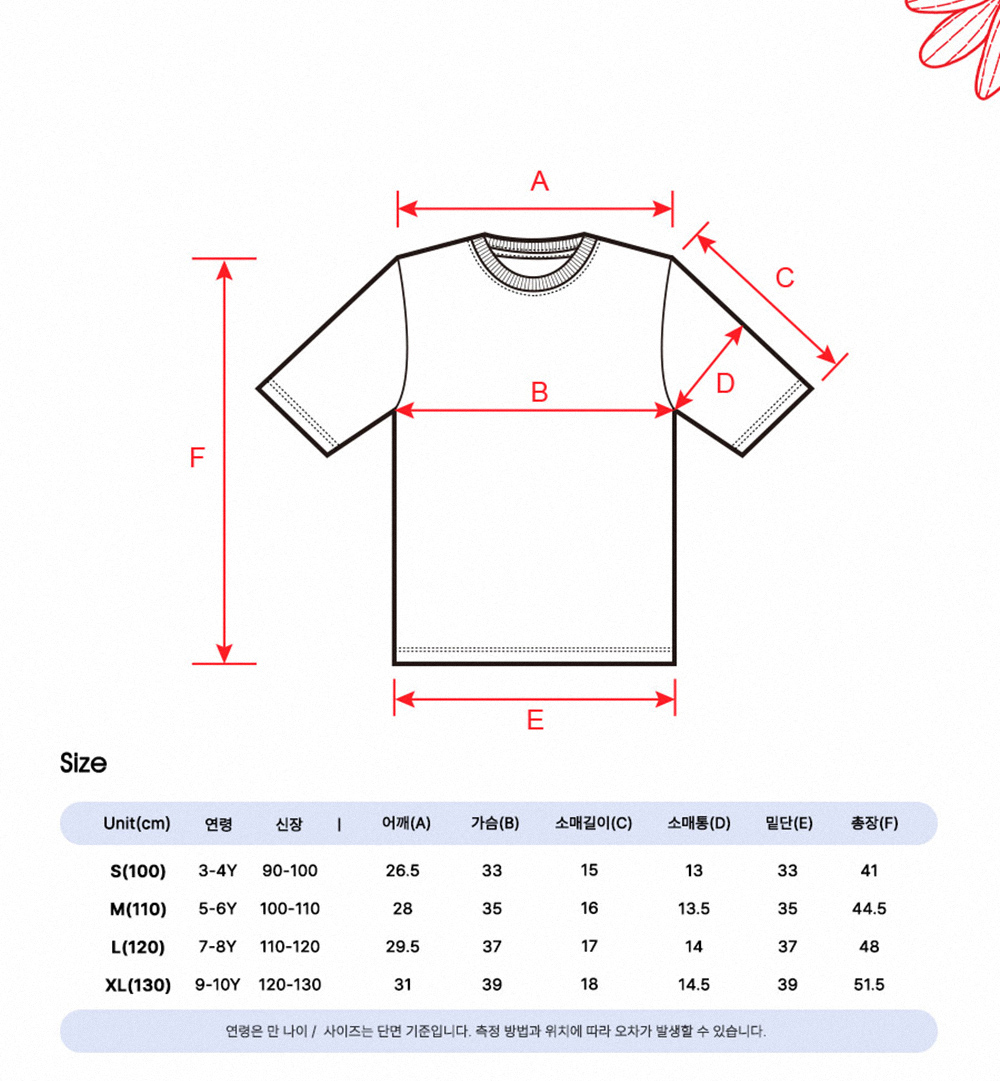 A
C
D
B
F
E
Size
Unit(cm) 연령 신장 | 어깨(A) 가슴(B) 소매길이(C) 소매통(D) 밑단(E) 총장(F)
S(100) 3-4Y 90-100 26.5 33 15 13 33 41
M(110) 5-6Y 100-110 28 35 16 13.5 35 44.5
L(120) 7-8Y 110-120 29.5 37 17 14 37 48
XL(130) 9-10Y 120-130 31 39 18 14.5 39 51.5
연령은 만 나이 / 사이즈는 단면 기준입니다. 측정 방법과 위치에 따라 오차가 발생할 수 있습니다.